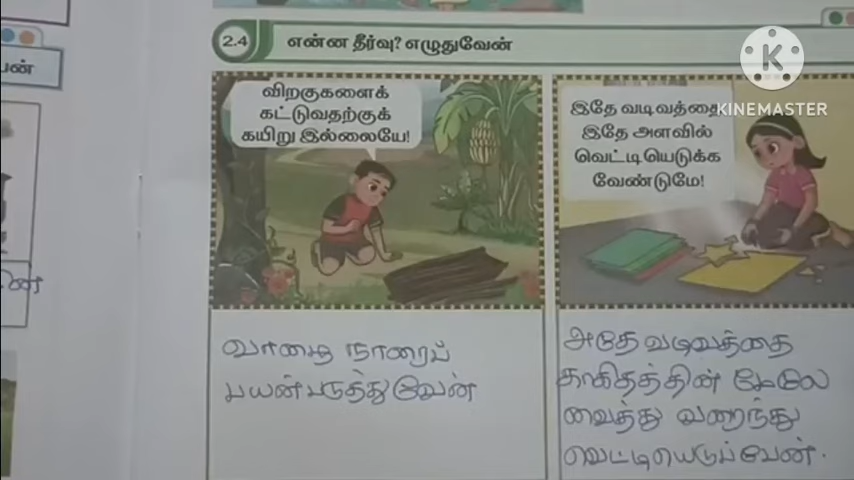 2.4 என்ன தீர்வு? எழுதுவேன்
விறகுகளைக்
கட்டுவதற்குக்
கயிறு இல்லையே!
இதே வடிவத்தை
இதே அளவில்
வெட்டியெடுக்க
வேண்டுமே!
KINEMASTER
வாழை நாரைப்
பயன்படுத்துவேன்
அதே வடிவத்தை
காகிதத்தின் மேலே
வைத்து வரைந்து
வெட்டியெடுப்பேன்.